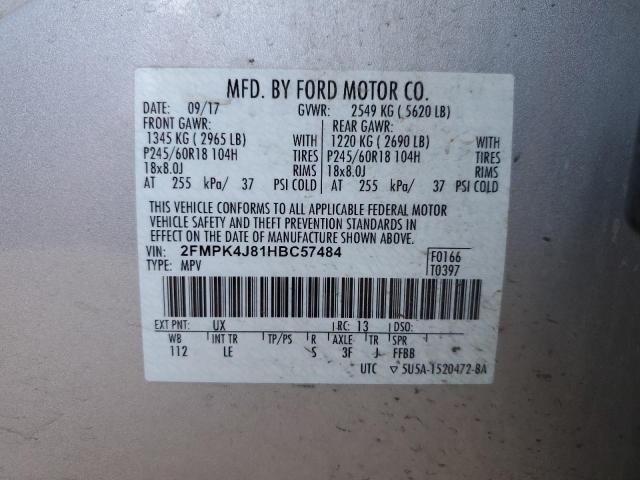 MFD. BY FORD MOTOR CO.
DATE: 09/17 GVWR: 2549 KG ( 5620 LB)
FRONT GAWR: REAR GAWR:
1345 KG ( 2965 LB) WITH 1220 KG ( 2690 LB) WITH
P245/60R18 104H TIRES P245/60R18 104H TIRES
18x8.0J RIMS 18x8.0J RIMS
AT 255 kPa/ 37 PSI COLD AT 255 kPa/ 37 PSI COLD
THIS VEHICLE CONFORMS TO ALL APPLICABLE FEDERAL MOTOR
VEHICLE SAFETY AND THEFT PREVENTION STANDARDS IN
EFFECT ON THE DATE OF MANUFACTURE SHOWN ABOVE.
VIN: 2FMPK4J81HBC57484 F0166
TYPE: MPV T0397
EXT PNT: UX RC: 13 DSO:
WB INT TR TP/PS R AXLE TR SPR
112 LE S 3F J FFBB
UTC ▽ 5U5A-1520472-BA